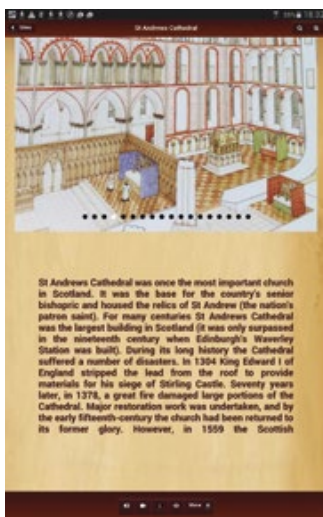 St Andrews Cathedral
St Andrews Cathedral was once the most important church
in Scotland. It was the base for the country's senior
bishopric and housed the relics of St Andrew (the nation's
patron saint). For many centuries St Andrews Cathedral
was the largest building in Scotland (it was only surpassed
in the nineteenth century when Edinburgh's Waverley
Station was built). During its long history the Cathedral
suffered a number of disasters. In 1304 King Edward I of
England stripped the lead from the roof to provide
materials for his siege of Stirling Castle. Seventy years
later, in 1378, a great fire damaged large portions of the
Cathedral. Major restoration work was undertaken, and by
the early fifteenth-century the church had been returned to
its former glory. However, in 1559 the Scottish